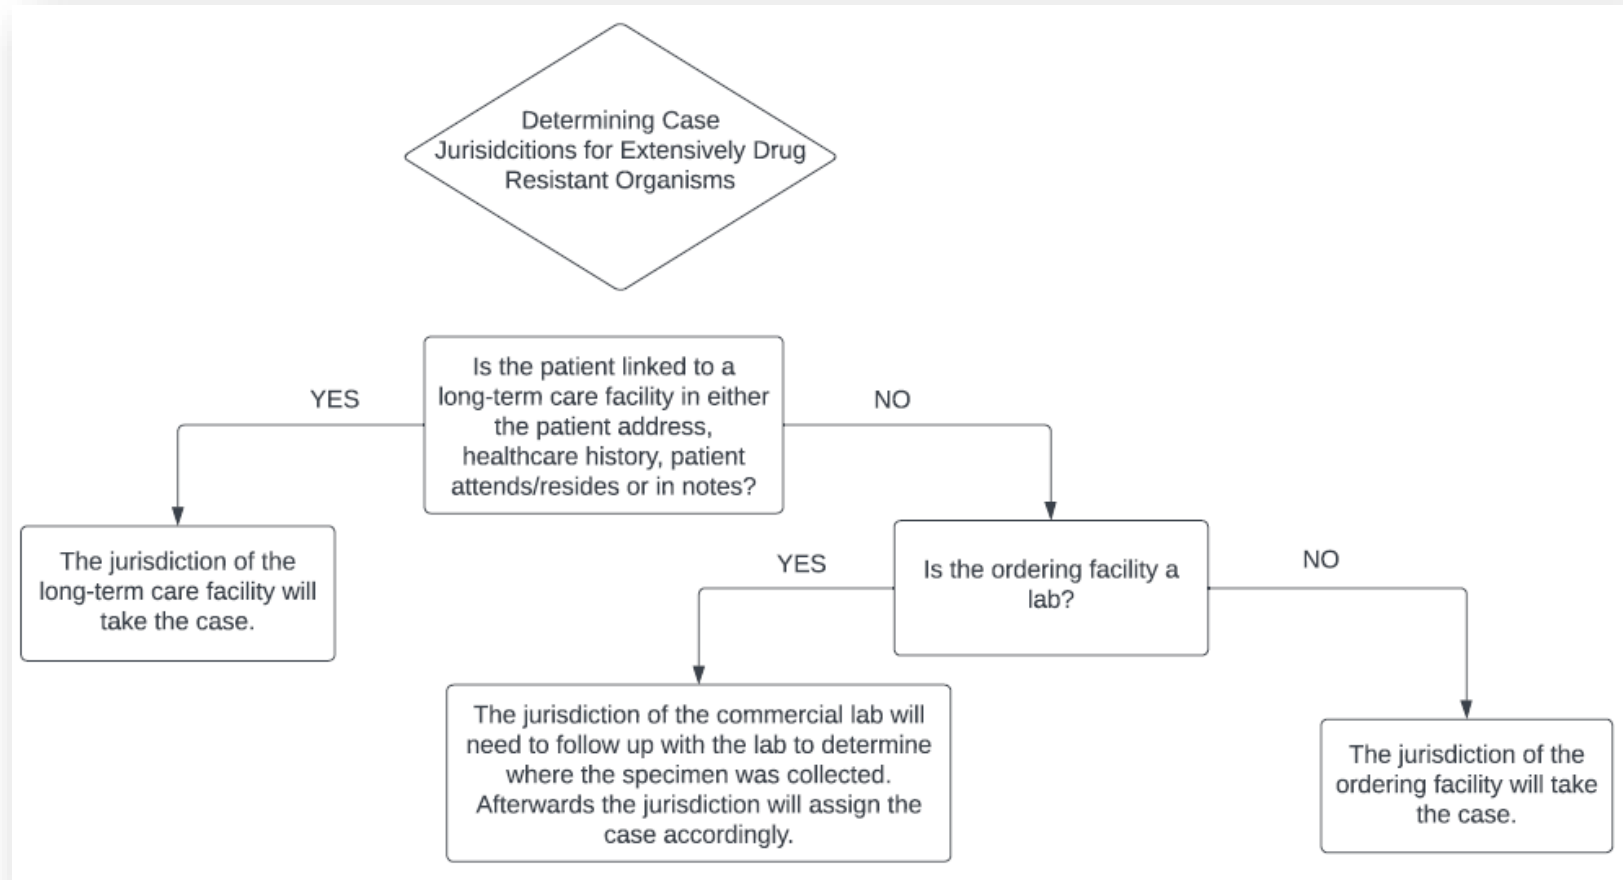 Determining Case
Jurisidcitions for Extensively Drug
Resistant Organisms
Is the patient linked to a
long-term care facility in either
the patient address,
healthcare history, patient
attends/resides or in notes?
YES
NO
The jurisdiction of the
long-term care facility will
take the case.
Is the ordering facility a
lab?
YES
NO
The jurisdiction of the commercial lab will
need to follow up with the lab to determine
where the specimen was collected.
Afterwards the jurisdiction will assign the
case accordingly.
The jurisdiction of the
ordering facility will take
the case.